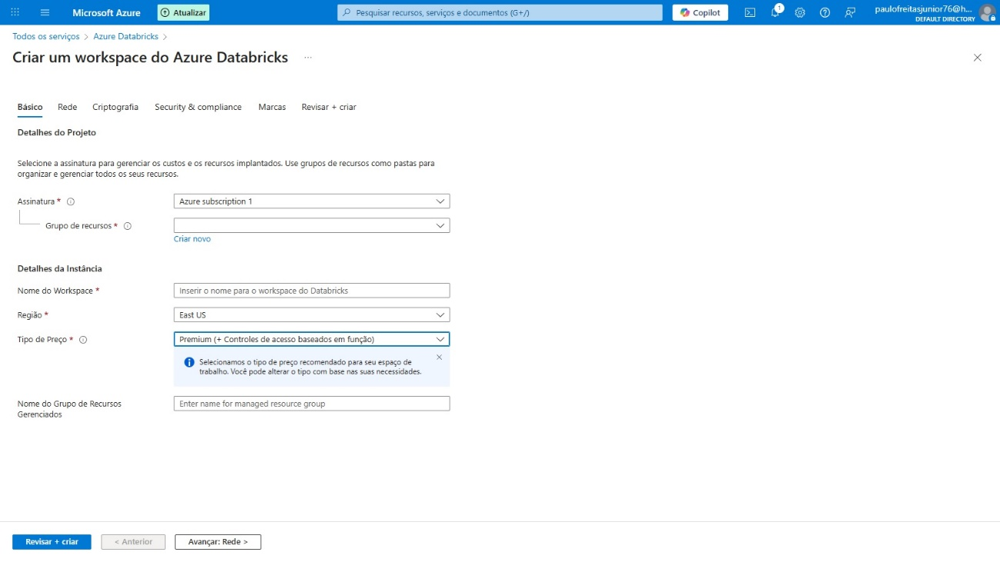 Microsoft Azure
Atualizar
Pesquisar recursos, serviços e documentos (G+/)
Copilot
1
paulofreitasjunior76@h...
DEFAULT DIRECTORY
Todos os serviços > Azure Databricks >
Criar um workspace do Azure Databricks ...
Básico Rede Criptografia Security & compliance Marcas Revisar + criar
Detalhes do Projeto
Selecione a assinatura para gerenciar os custos e os recursos implantados. Use grupos de recursos como pastas para
organizar e gerenciar todos os seus recursos.
Assinatura *
Azure subscription 1
Grupo de recursos *
Criar novo
Detalhes da Instância
Nome do Workspace *
Inserir o nome para o workspace do Databricks
Região *
East US
Tipo de Preço *
Premium (+ Controles de acesso baseados em função)
Selecionamos o tipo de preço recomendado para seu espaço de
trabalho. Você pode alterar o tipo com base nas suas necessidades.
Nome do Grupo de Recursos
Gerenciados
Enter name for managed resource group
Revisar + criar
< Anterior
Avançar: Rede >